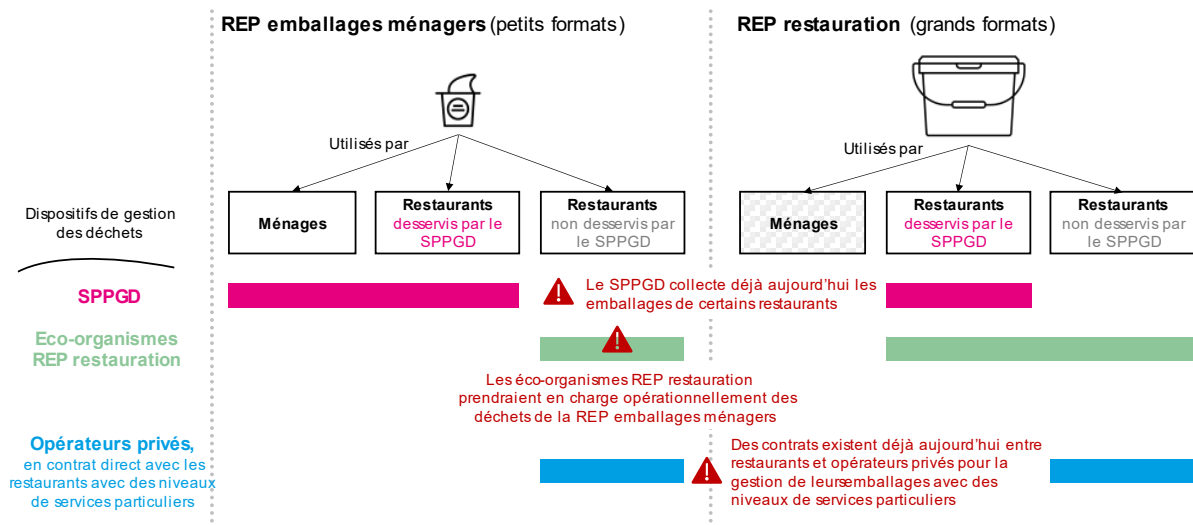 REP emballages ménagers (petits formats)
REP restauration (grands formats)
Utilisés par
Utilisés par
Dispositifs de gestion
des déchets
Ménages
Restaurants
desservis par le
SPPGD
Restaurants
non desservis par
le SPPGD
Ménages
Restaurants
desservis par le
SPPGD
Restaurants
non desservis par
le SPPGD
SPPGD
Le SPPGD collecte déjà aujourd'hui les
emballages de certains restaurants
Eco-organismes
REP restauration
Les éco-organismes REP restauration
prendraient en charge opérationnellement des
déchets de la REP emballages ménagers
Opérateurs privés,
en contrat direct avec les
restaurants avec des niveaux
de services particuliers
Des contrats existent déjà aujourd'hui entre
restaurants et opérateurs privés pour la
gestion de leursemballages avec des
niveaux de services particuliers